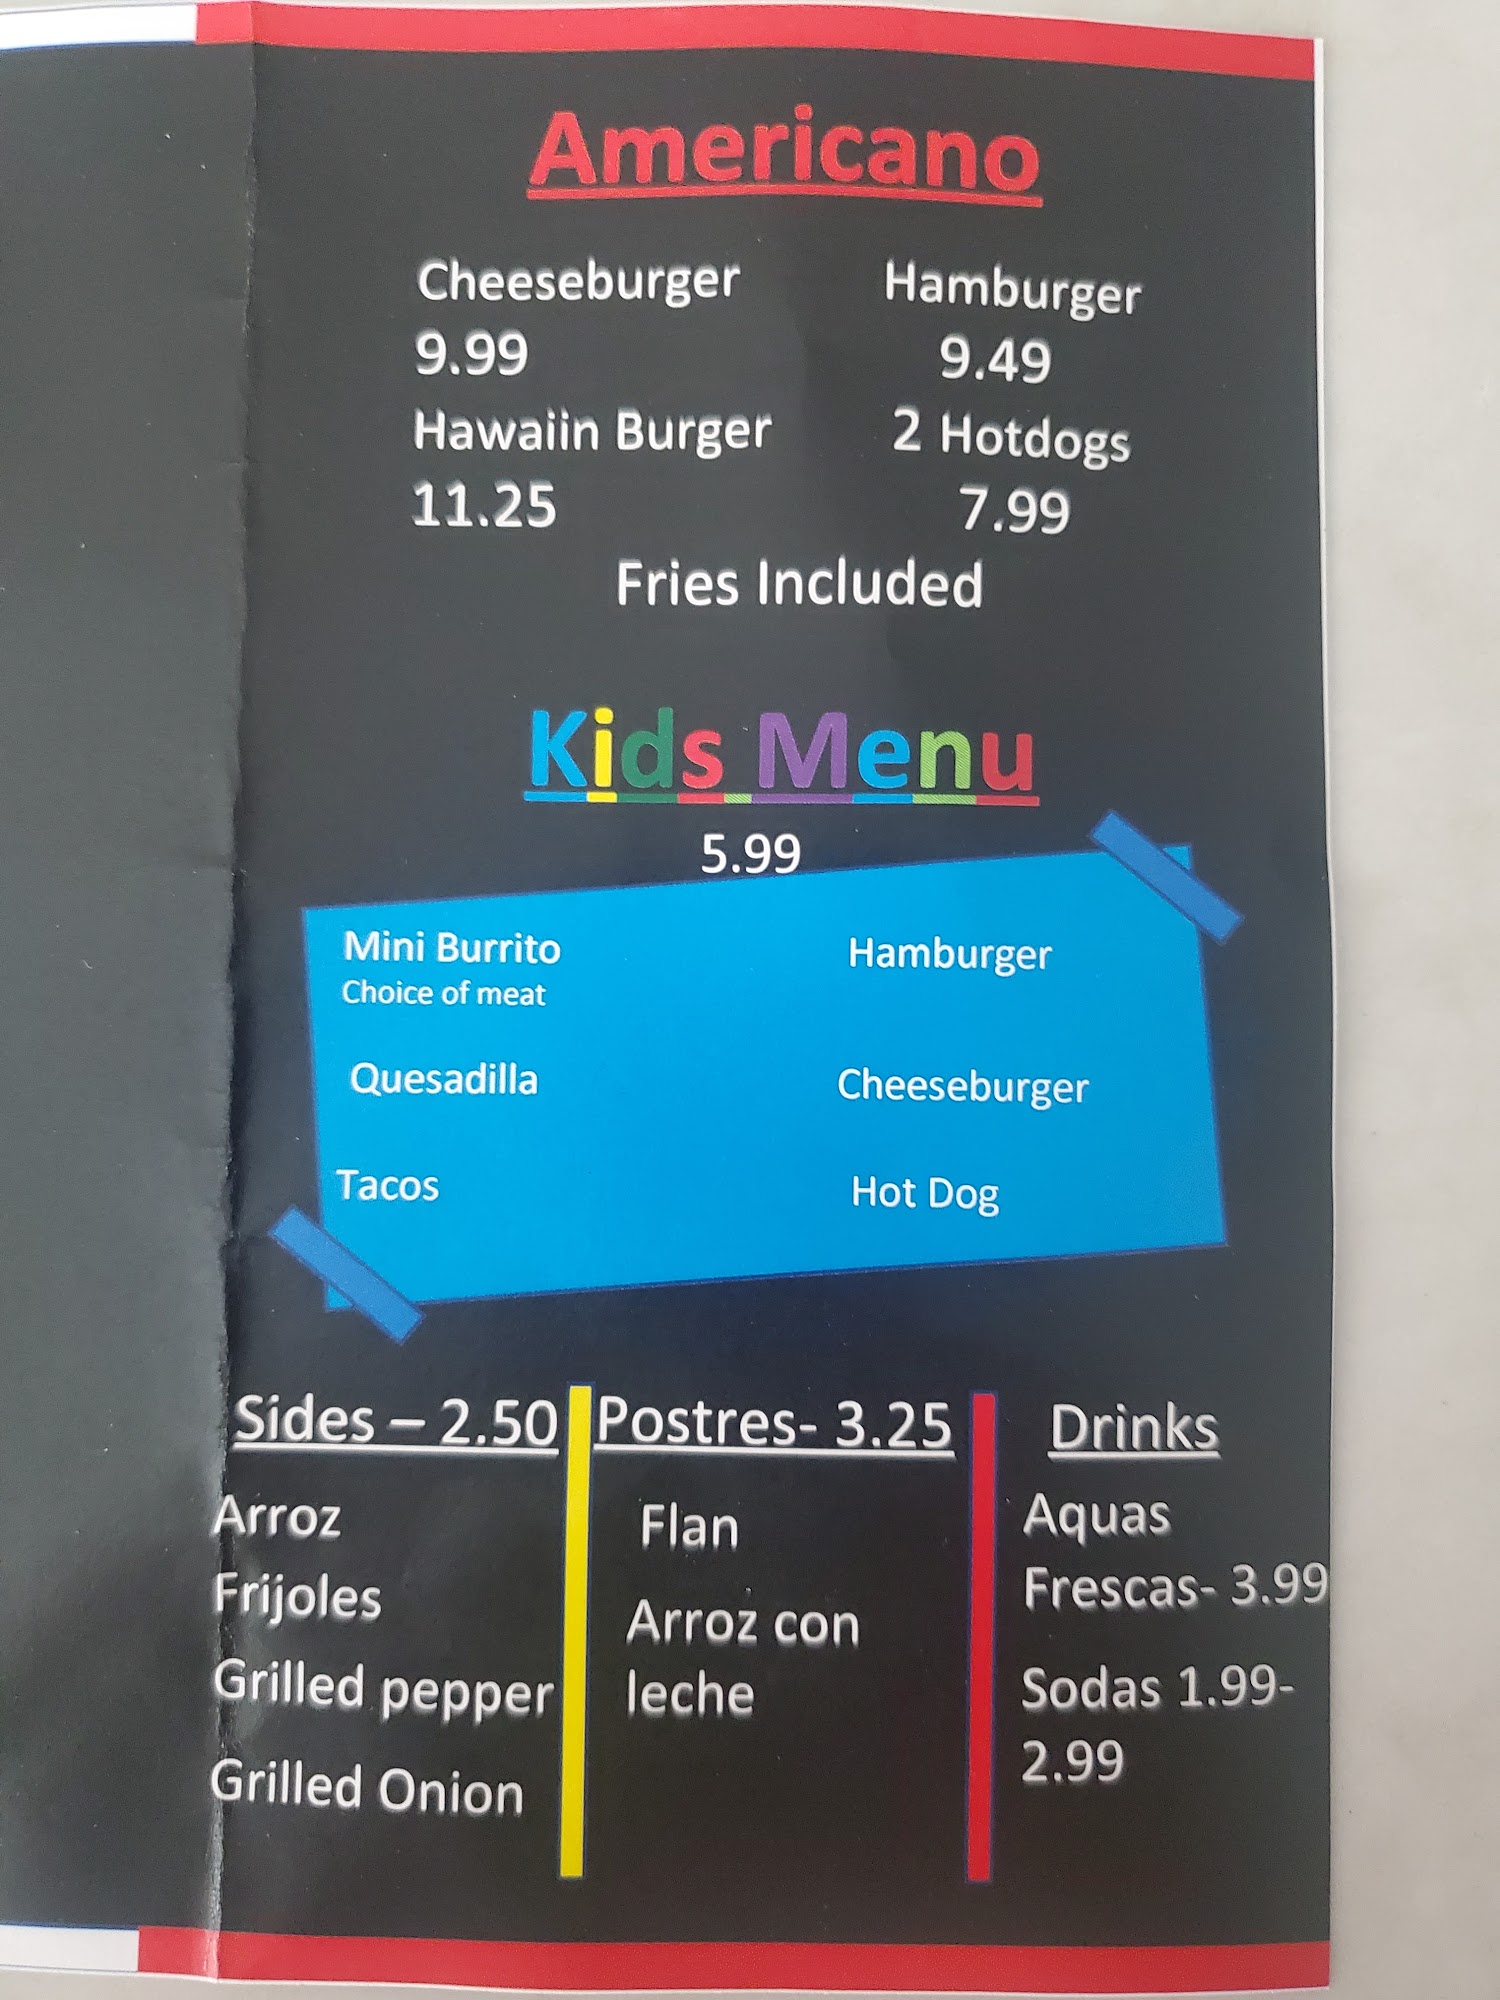 Americano
Cheeseburger
9.99
Hamburger
9.49
Hawaiin Burger
11.25
2 Hotdogs
7.99
Fries Included
Kids Menu
5.99
Mini Burrito
Choice of meat
Hamburger
Quesadilla
Cheeseburger
Tacos
Hot Dog
Sides – 2.50
Arroz
Frijoles
Grilled pepper
Grilled Onion
Postres- 3.25
Flan
Arroz con
leche
Drinks
Aquas
Frescas- 3.99
Sodas 1.99-
2.99